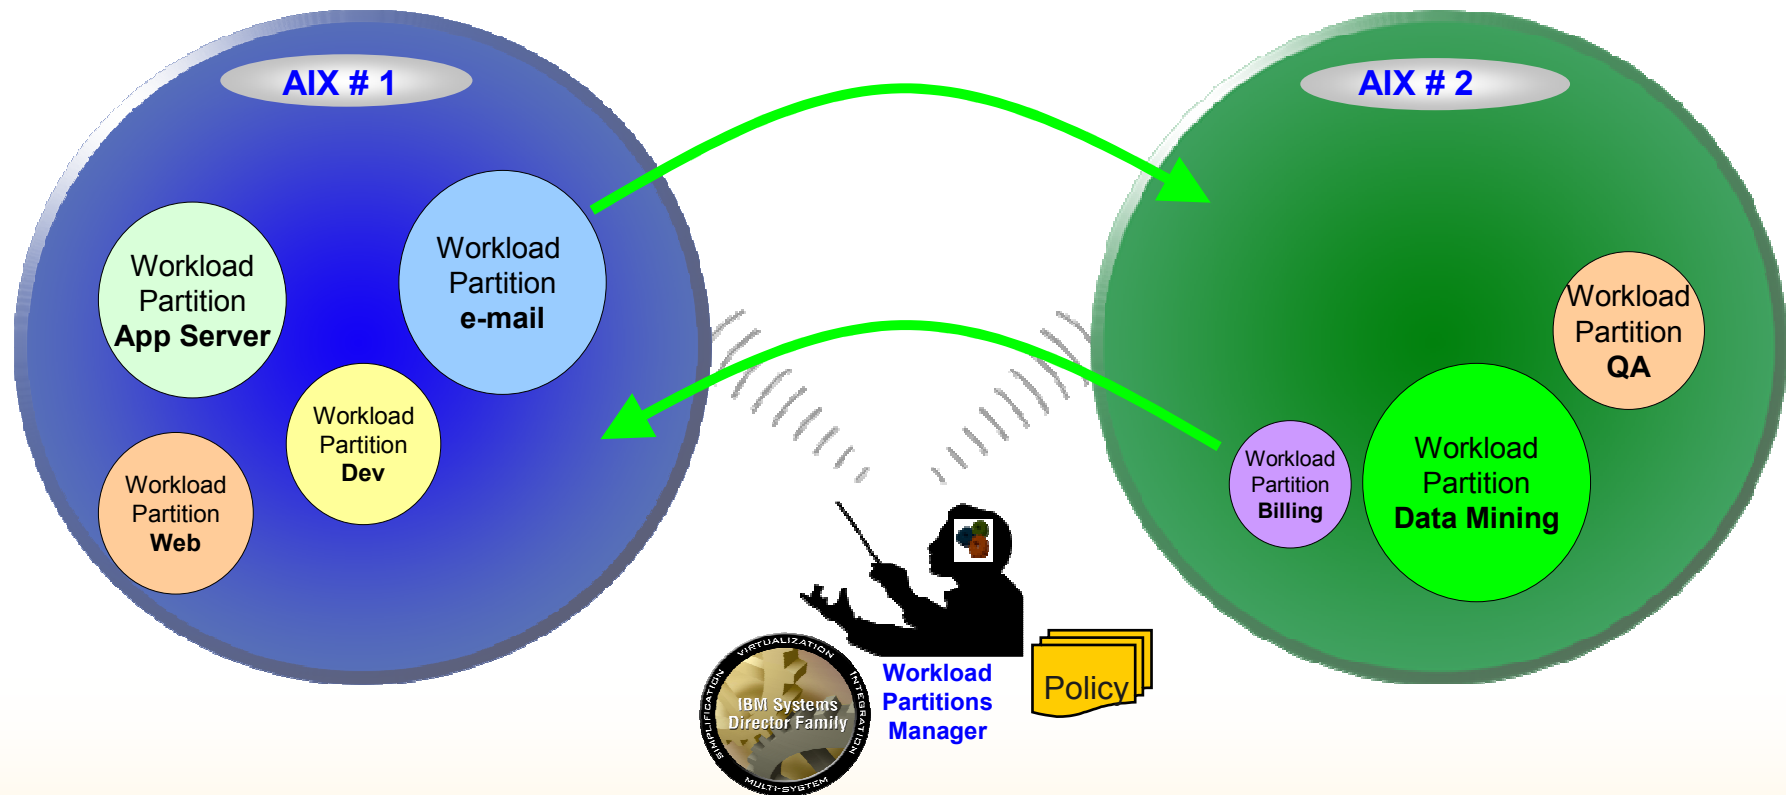 AIX # 1
AIX # 2
Workload
Partition
App Server
Workload
Partition
e-mail
Workload
Partition
Dev
Workload
Partition
Web
Workload
Partition
QA
Workload
Partition
Billing
Workload
Partition
Data Mining
SIMPLIFICATION
VIRTUALIZATION
INTEGRATION
MULTI-SYSTEM
IBM Systems
Director Family
Workload
Partitions
Manager
Policy